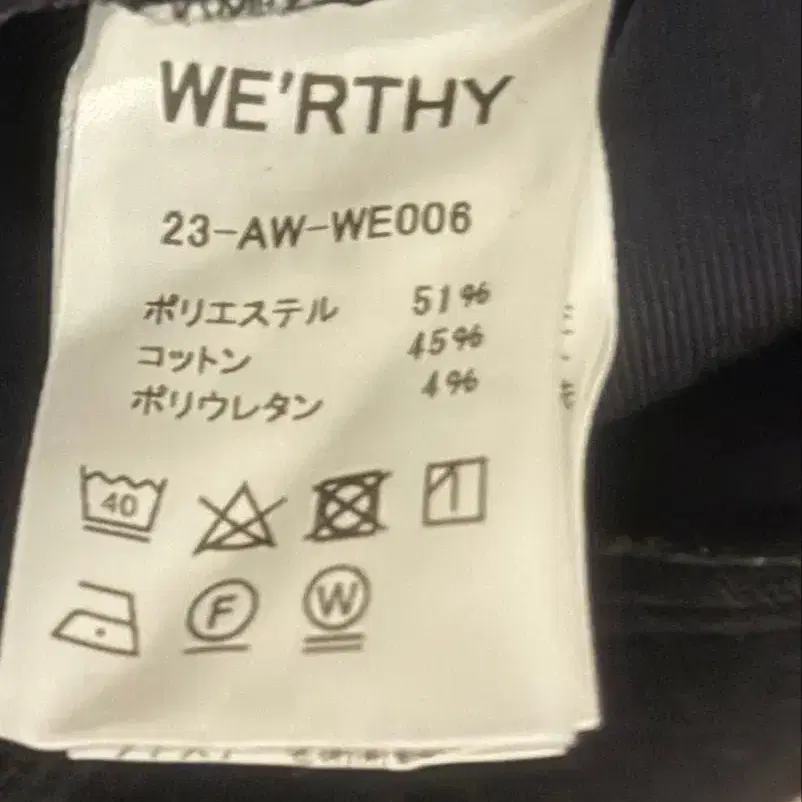 WE'RTHY
23-AW-WE006
ポリエステル 51%
コットン 45%
ポリウレタン 4%
40
F W